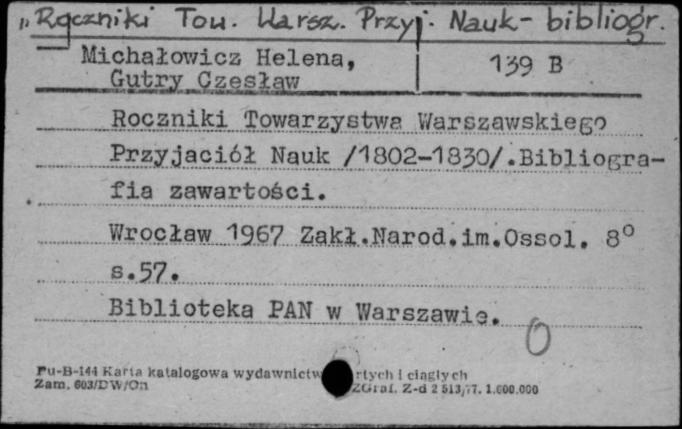 „Roczniki Tow. Warsz. Przyj. Nauk - bibliogr.
Michałowicz Helena,
Gutry Czesław
139 B
Roczniki Towarzystwa Warszawskiego
Przyjaciół Nauk /1802-1830/.Bibliogra-
fia zawartości.
Wrocław 1967 Zakł.Narod.im.Ossol. 8°
s.57.
Biblioteka PAN w Warszawie.
0
Pu-B-144 Karta katalogowa wydawnictw rtych i ciągłych
Zam. 603/DW/On ZGraf. Z-d 2 513/77. 1.600.000